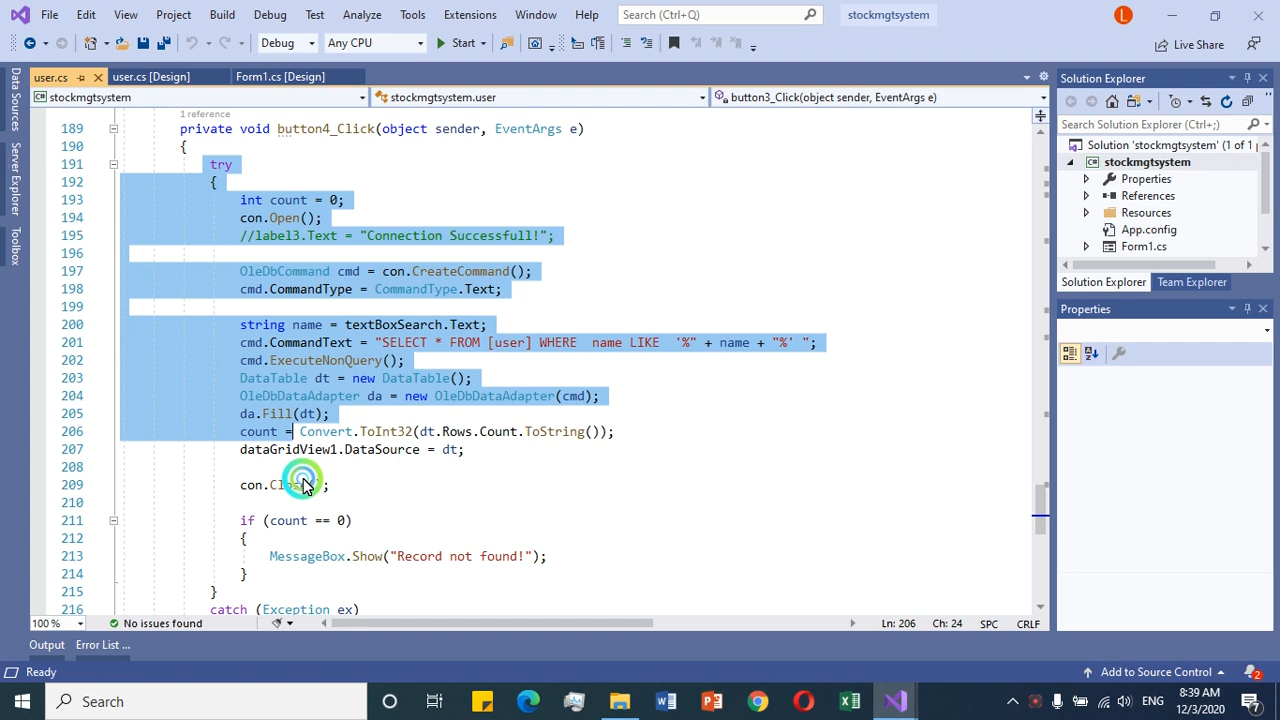 File Edit View Project Build Debug Test Analyze Tools Extensions Window Help Search (Ctrl+Q) stockmgtsystem L
Debug Any CPU Start Live Share
user.cs user.cs [Design] Form1.cs [Design]
stockmgtsystem stockmgtsystem.user button3_Click(object sender, EventArgs e)
Data Sources
Server Explorer
Toolbox
1 reference
189 private void button4_Click(object sender, EventArgs e)
190 {
191 try
192 {
193 int count = 0;
194 con.Open();
195 //label3.Text = "Connection Successfull!";
196
197 OleDbCommand cmd = con.CreateCommand();
198 cmd.CommandType = CommandType.Text;
199
200 string name = textBoxSearch.Text;
201 cmd.CommandText = "SELECT * FROM [user] WHERE name LIKE '%" + name + "%' ";
202 cmd.ExecuteNonQuery();
203 DataTable dt = new DataTable();
204 OleDbDataAdapter da = new OleDbDataAdapter(cmd);
205 da.Fill(dt);
206 count = Convert.ToInt32(dt.Rows.Count.ToString());
207 dataGridView1.DataSource = dt;
208
209 con. ;
210
211 if (count == 0)
212 {
213 MessageBox.Show("Record not found!");
214 }
215 }
216 catch (Exception ex)
100 % No issues found Ln: 206 Ch: 24 SPC CRLF
Output Error List ...
Solution Explorer
Search Solution Explorer (Ctrl+;)
Solution 'stockmgtsystem' (1 of 1
stockmgtsystem
Properties
References
Resources
App.config
Form1.cs
Solution Explorer Team Explorer
Properties
Ready Add to Source Control 2
Search ENG 8:39 AM
12/3/2020 7